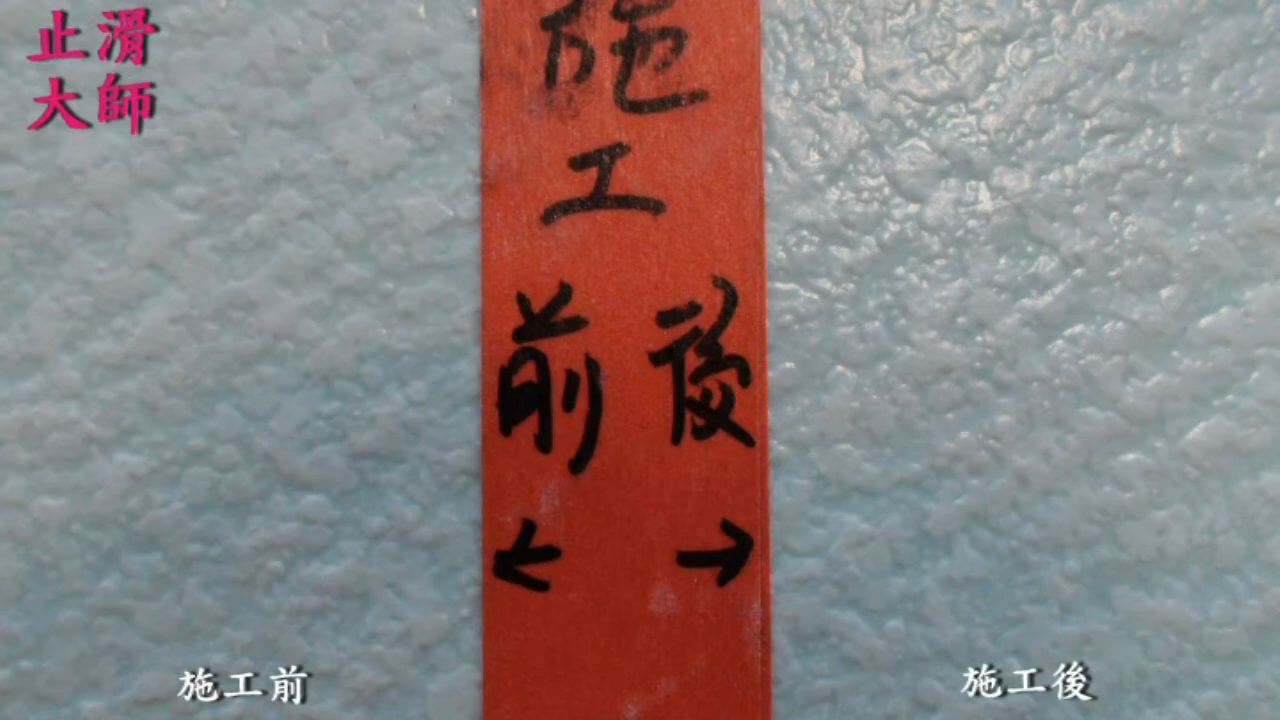 止滑
大師
施
工
前 後
← →
施工前
施工後